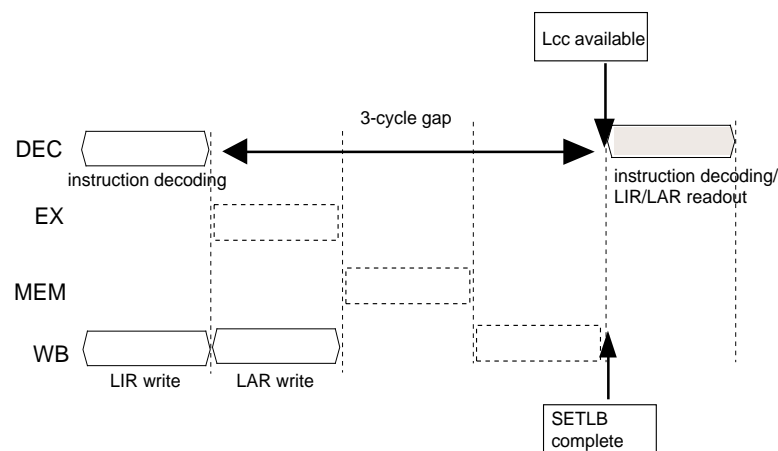 Lcc available
3-cycle gap
DEC
instruction decoding
instruction decoding/
LIR/LAR readout
EX
MEM
WB
LIR write
LAR write
SETLB
complete